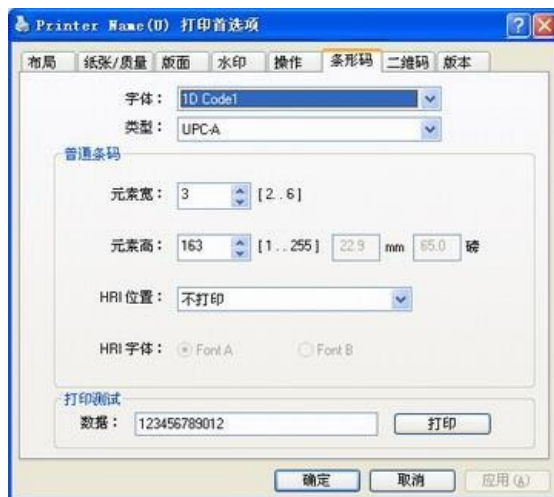 Printer Name(U) 打印首选项
布局 纸张/质量 版面 水印 操作 条形码 二维码 版本
字体： 1D Code1
类型： UPC-A
普通条码
元素宽： 3 [2..6]
元素高： 163 [1..255] 22.9 mm 65.0 磅
HRI 位置： 不打印
HRI 字体： Font A Font B
打印测试
数据： 123456789012 打印
确定 取消 应用(A)